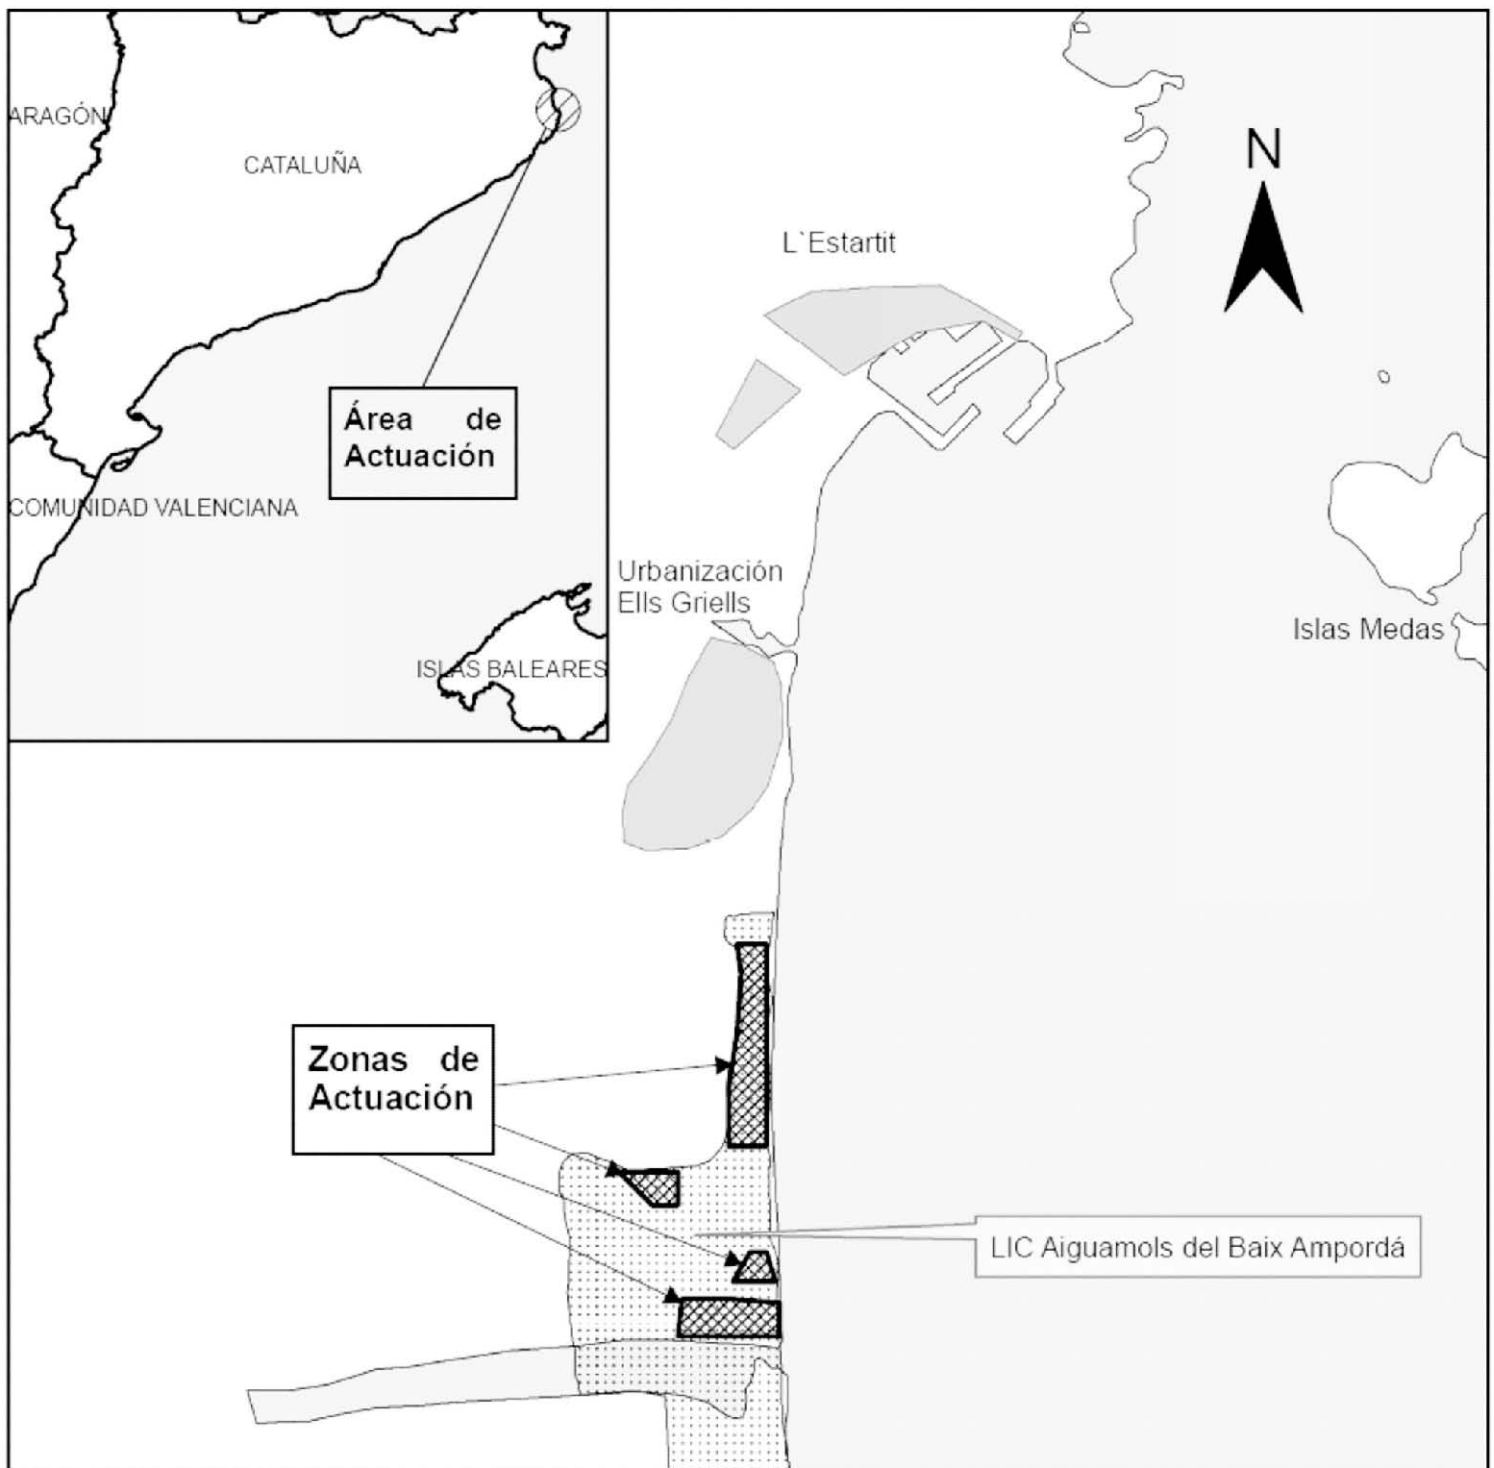 ARAGÓN
CATALUÑA
Área de
Actuación
COMUNIDAD VALENCIANA
ISLAS BALEARES
N
L`Estartit
Urbanización
Ells Griells
Islas Medas
Zonas de
Actuación
LIC Aiguamols del Baix Ampordá